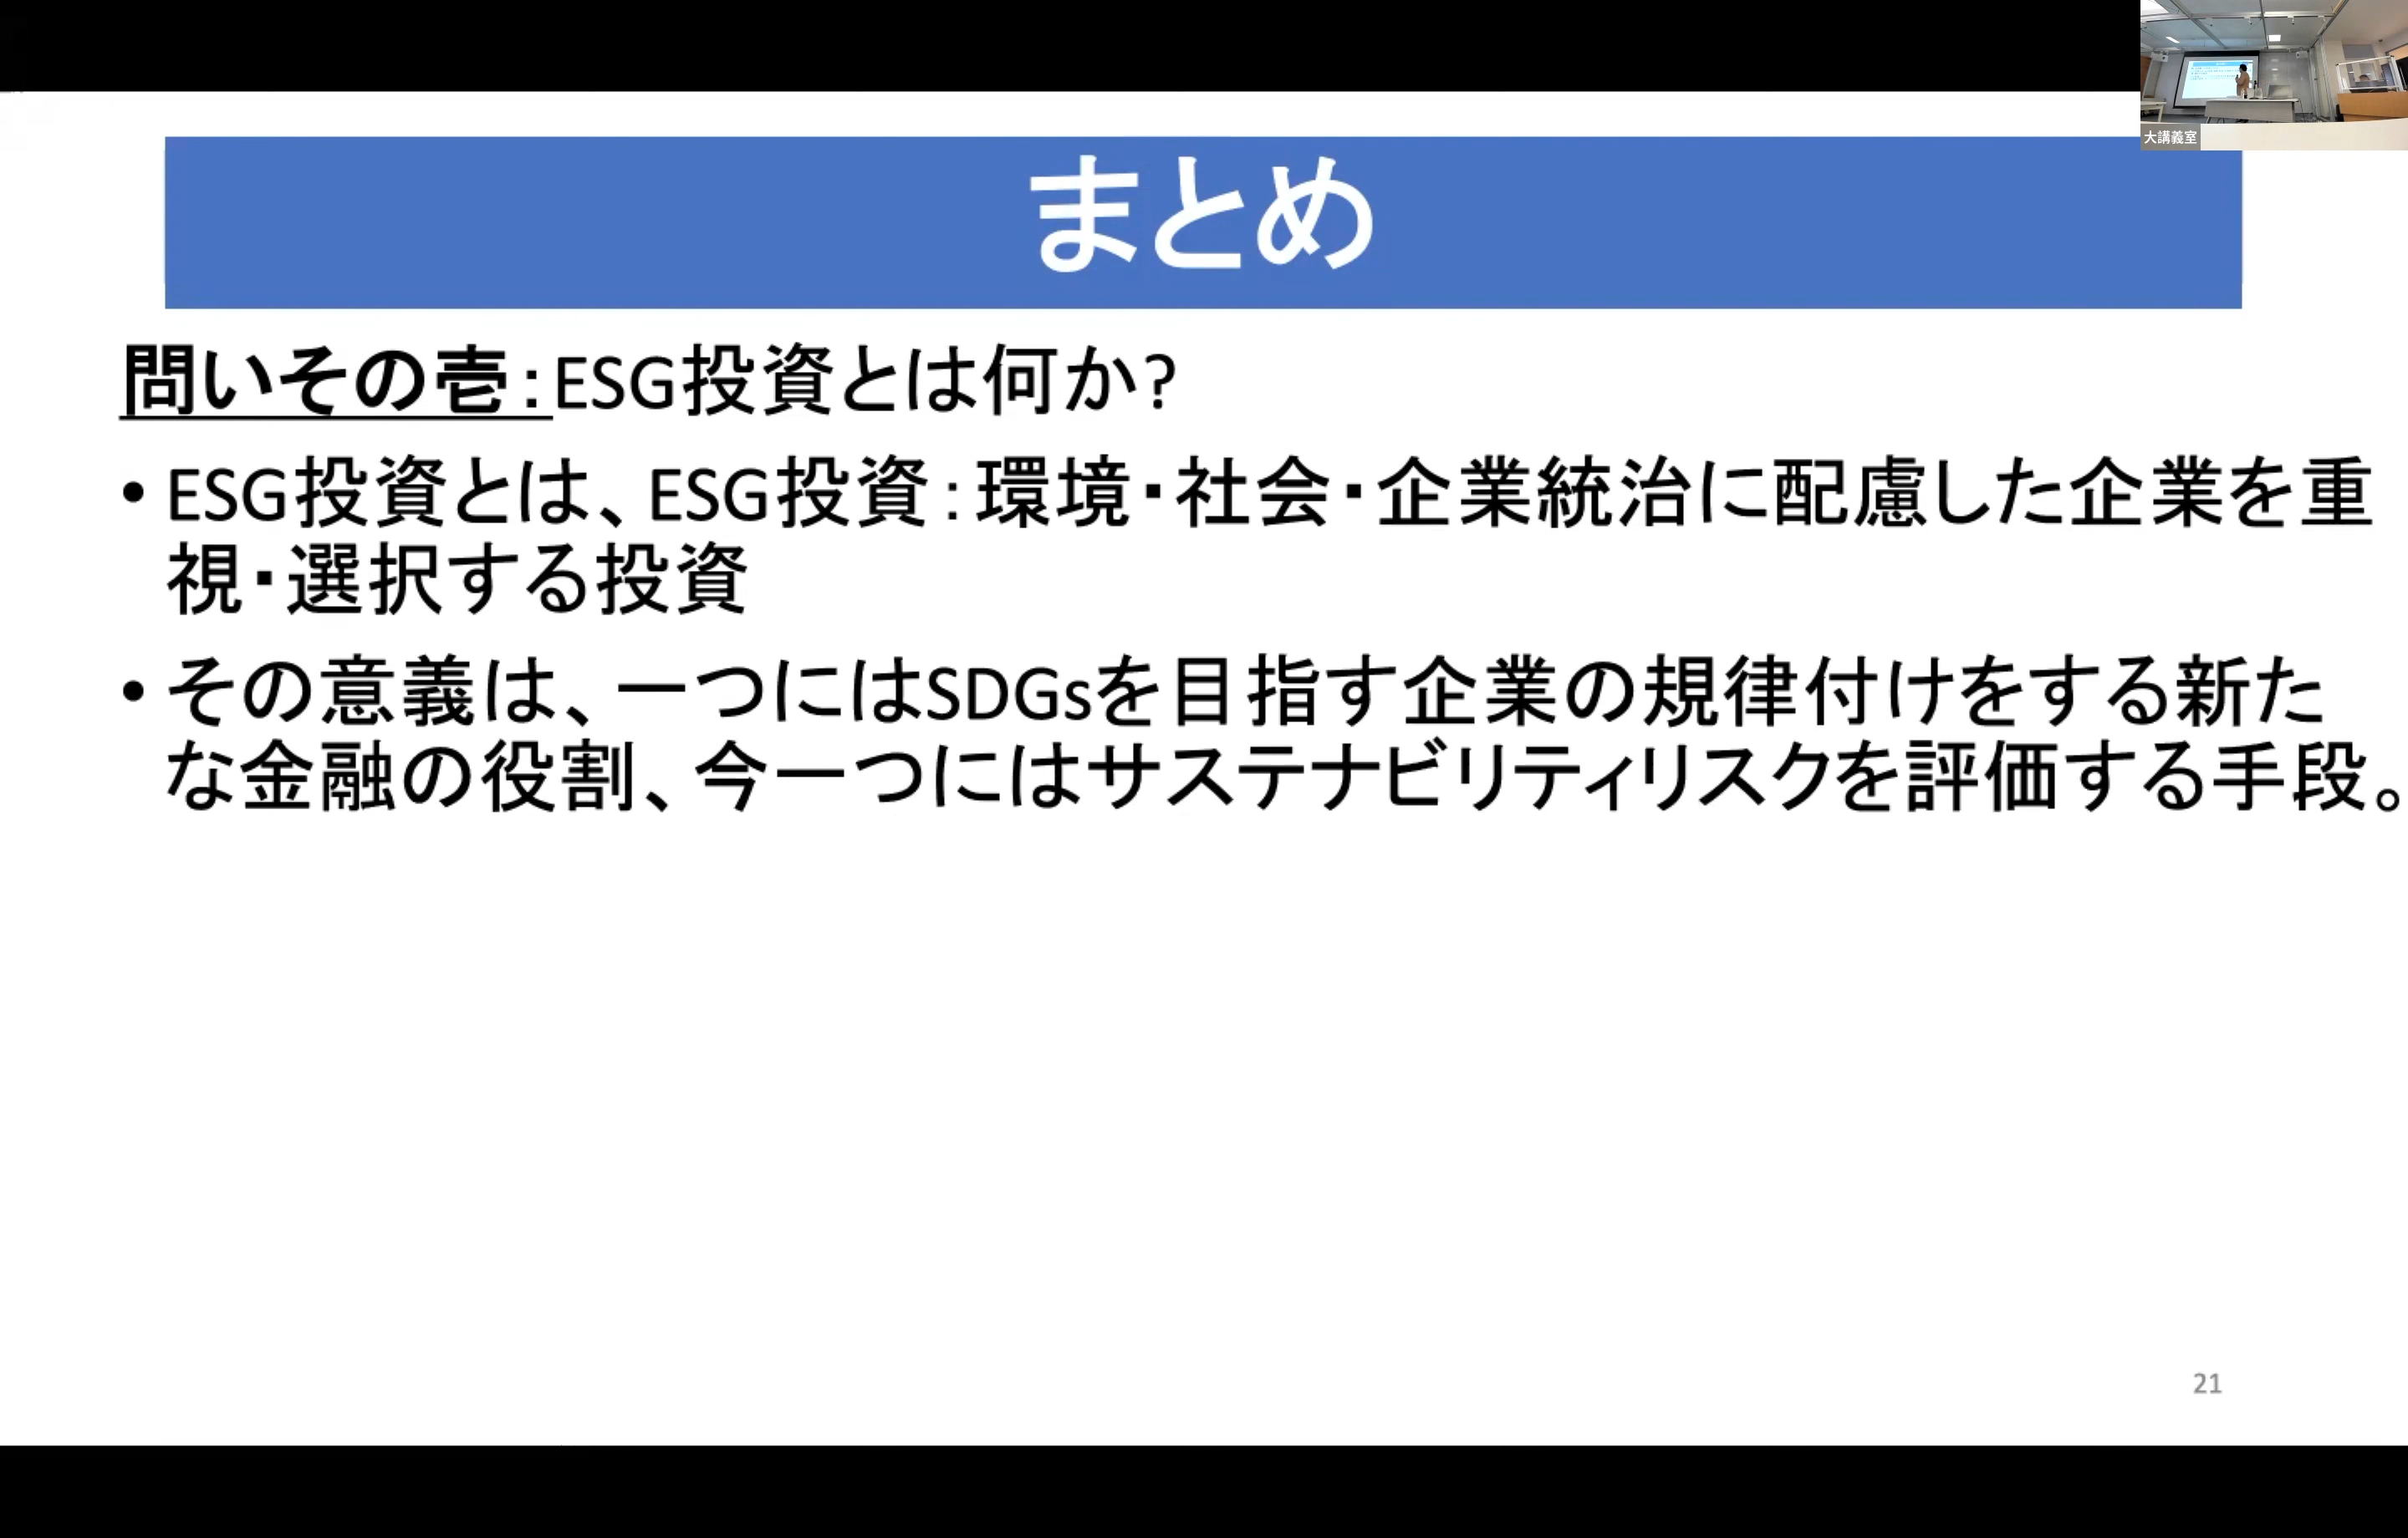 大講義室
まとめ
問いその壱：ESG投資とは何か?
•ESG投資とは、ESG投資：環境・社会・企業統治に配慮した企業を重
視・選択する投資
•その意義は、一つにはSDGsを目指す企業の規律付けをする新た
な金融の役割、今一つにはサステナビリティリスクを評価する手段。
21